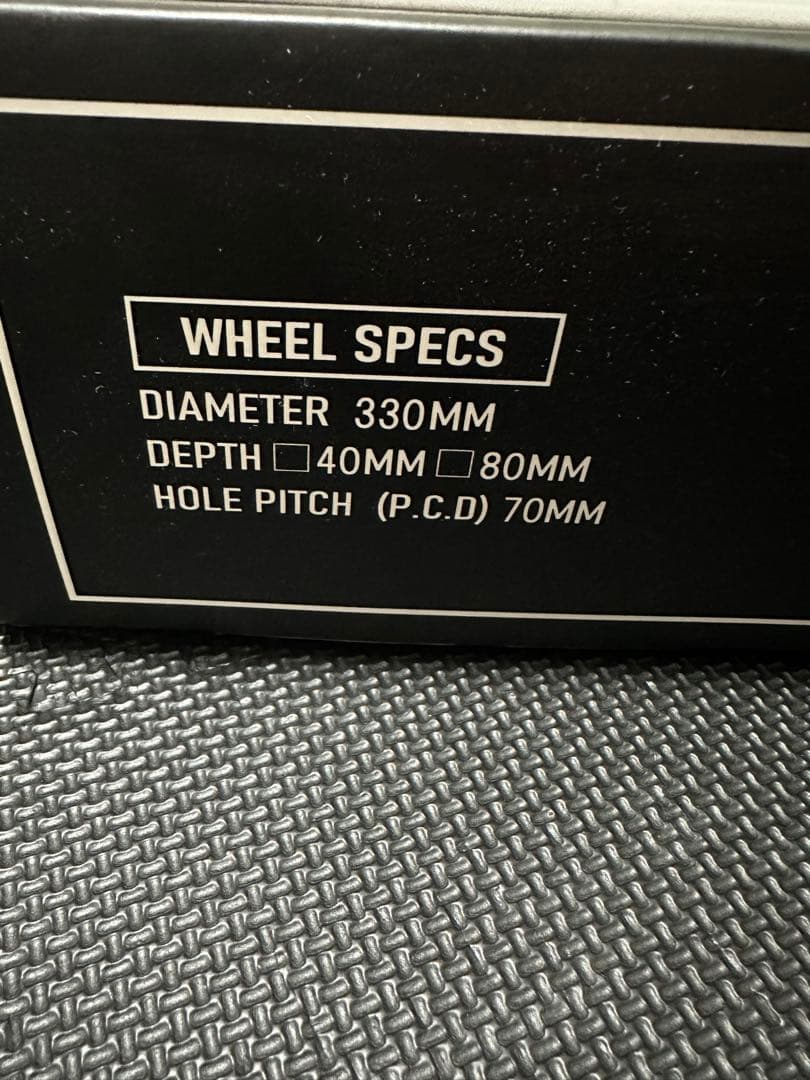 WHEEL SPECS
DIAMETER 330MM
DEPTH □40MM □80MM
HOLE PITCH (P.C.D) 70MM